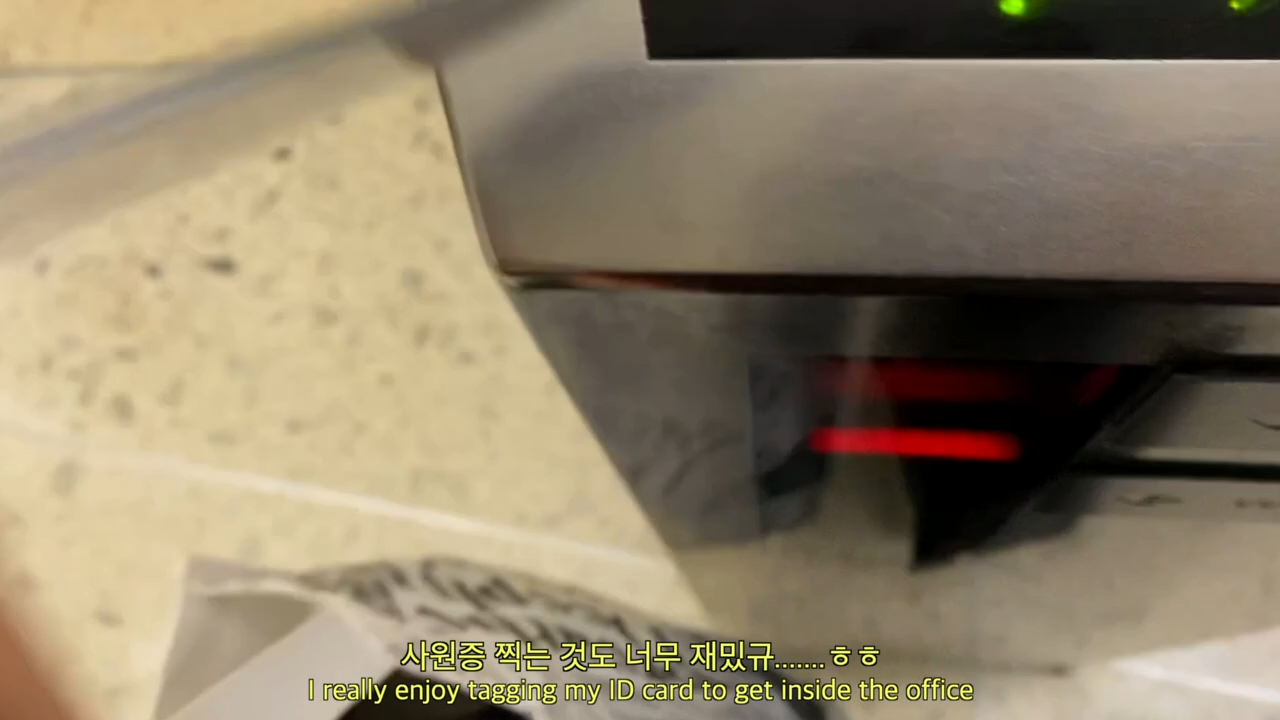 사원증 찍는 것도 너무 재밌규.......ㅎㅎ
I really enjoy tagging my ID card to get inside the office